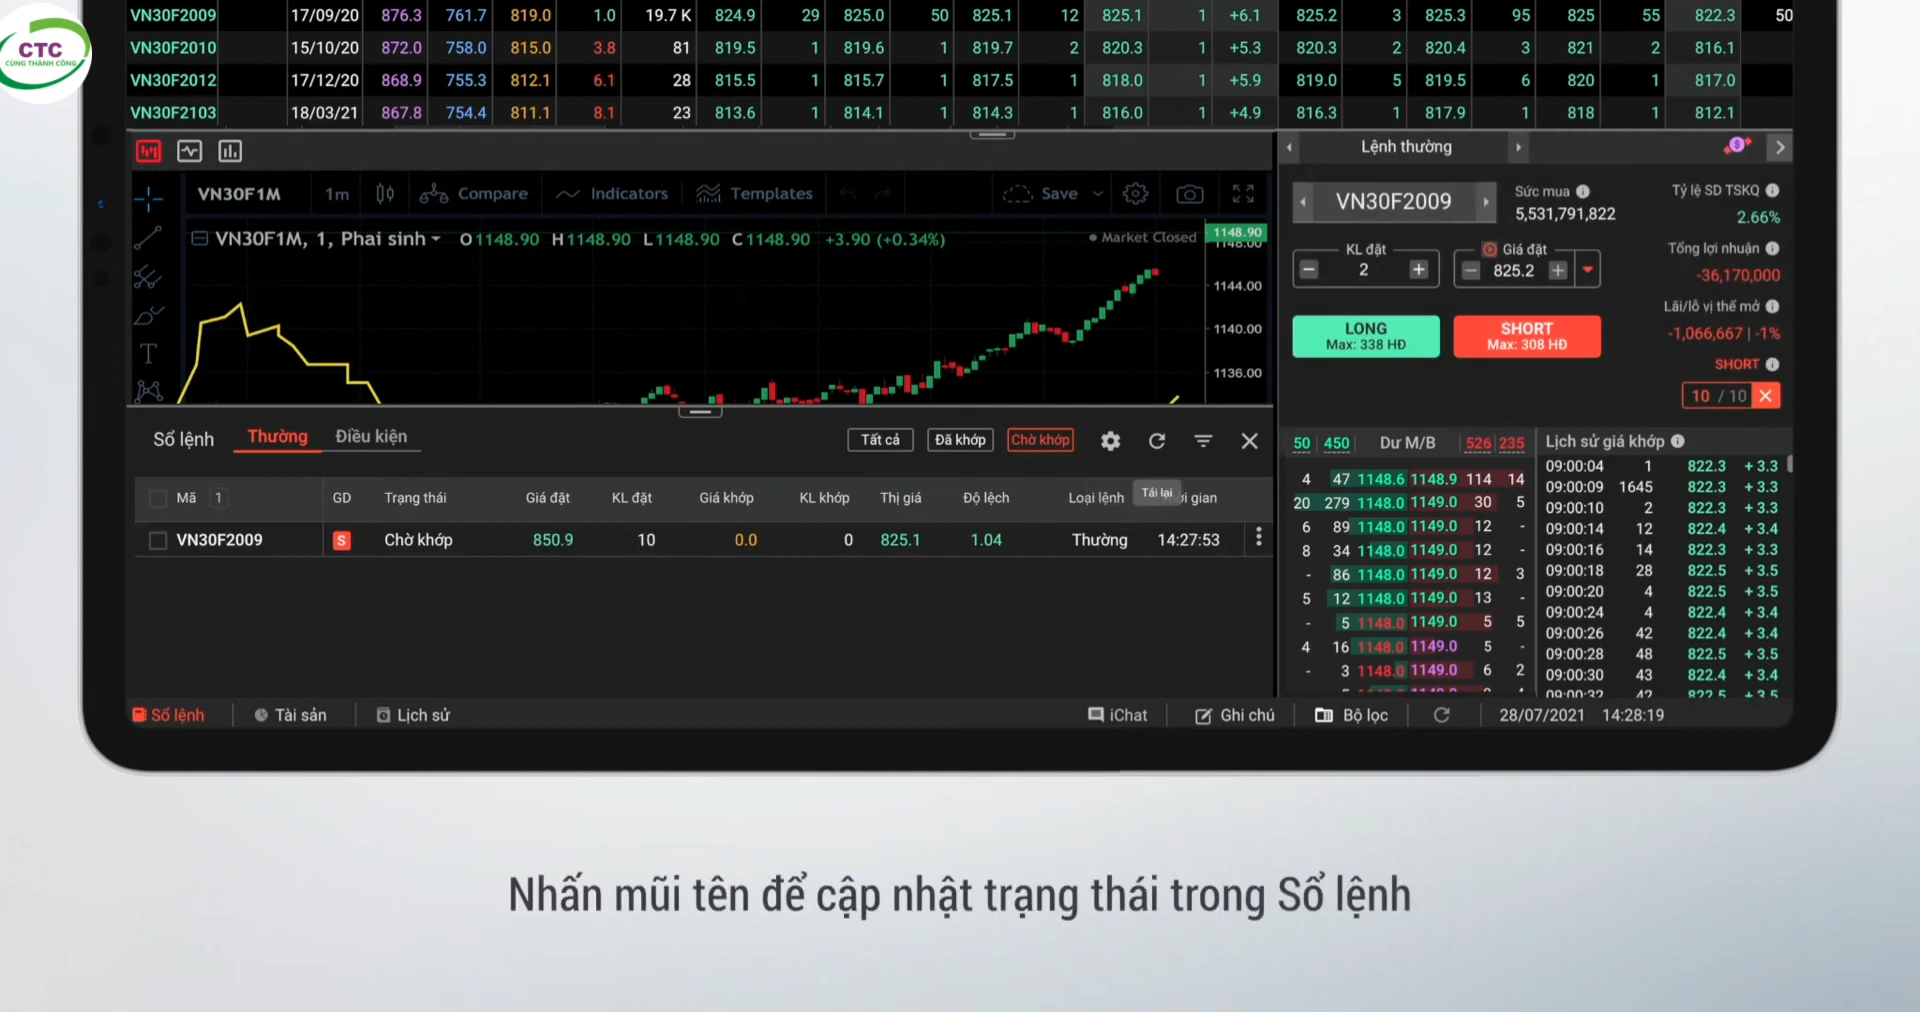 CTC
CÙNG THÀNH CÔNG
VN30F2009 17/09/20 876.3 761.7 819.0 1.0 19.7 K 824.9 29 825.0 50 825.1 12 825.1 1 +6.1 825.2 3 825.3 95 825 55 822.3 50
VN30F2010 15/10/20 872.0 758.0 815.0 3.8 81 819.5 1 819.6 1 819.7 2 820.3 1 +5.3 820.3 2 820.4 3 821 2 816.1
VN30F2012 17/12/20 868.9 755.3 812.1 6.1 28 815.5 1 815.7 1 817.5 1 818.0 1 +5.9 819.0 5 819.5 6 820 1 817.0
VN30F2103 18/03/21 867.8 754.4 811.1 8.1 23 813.6 1 814.1 1 814.3 1 816.0 1 +4.9 816.3 1 817.9 1 818 1 812.1
VN30F1M 1m Compare Indicators Templates Save
VN30F1M, 1, Phai sinh O1148.90 H1148.90 L1148.90 C1148.90 +3.90 (+0.34%) Market Closed
1148.90
1148.00
1144.00
1140.00
1136.00
Lệnh thường
VN30F2009
Sức mua
5,531,791,822
Tỷ lệ SD TSKQ
2.66%
KL đặt
2
Giá đặt
825.2
Tổng lợi nhuận
-36,170,000
Lãi/lỗ vị thế mở
-1,066,667 | -1%
LONG
Max: 338 HĐ
SHORT
Max: 308 HĐ
SHORT
10 / 10
Sổ lệnh Thường Điều kiện Tất cả Đã khớp Chờ khớp
Mã 1 GD Trạng thái Giá đặt KL đặt Giá khớp KL khớp Thị giá Độ lệch Loại lệnh gian
Tải lại
VN30F2009 S Chờ khớp 850.9 10 0.0 0 825.1 1.04 Thường 14:27:53
50 450 Dư M/B 526 235
4 47 1148.6 1148.9 114 14
20 279 1148.0 1149.0 30 5
6 89 1148.0 1149.0 12 -
8 34 1148.0 1149.0 12 -
- 86 1148.0 1149.0 12 3
5 12 1148.0 1149.0 13 -
- 5 1148.0 1149.0 5 5
4 16 1148.0 1149.0 5 -
- 3 1148.0 1149.0 6 2
Lịch sử giá khớp
09:00:04 1 822.3 +3.3
09:00:09 1645 822.3 +3.3
09:00:10 2 822.3 +3.3
09:00:14 12 822.4 +3.4
09:00:16 14 822.3 +3.3
09:00:18 28 822.5 +3.5
09:00:20 4 822.5 +3.5
09:00:24 4 822.4 +3.4
09:00:26 42 822.4 +3.4
09:00:28 48 822.5 +3.5
09:00:30 43 822.4 +3.4
09:00:32 42 822.5 +3.5
Sổ lệnh Tài sản Lịch sử iChat Ghi chú Bộ lọc 28/07/2021 14:28:19
Nhấn mũi tên để cập nhật trạng thái trong Sổ lệnh